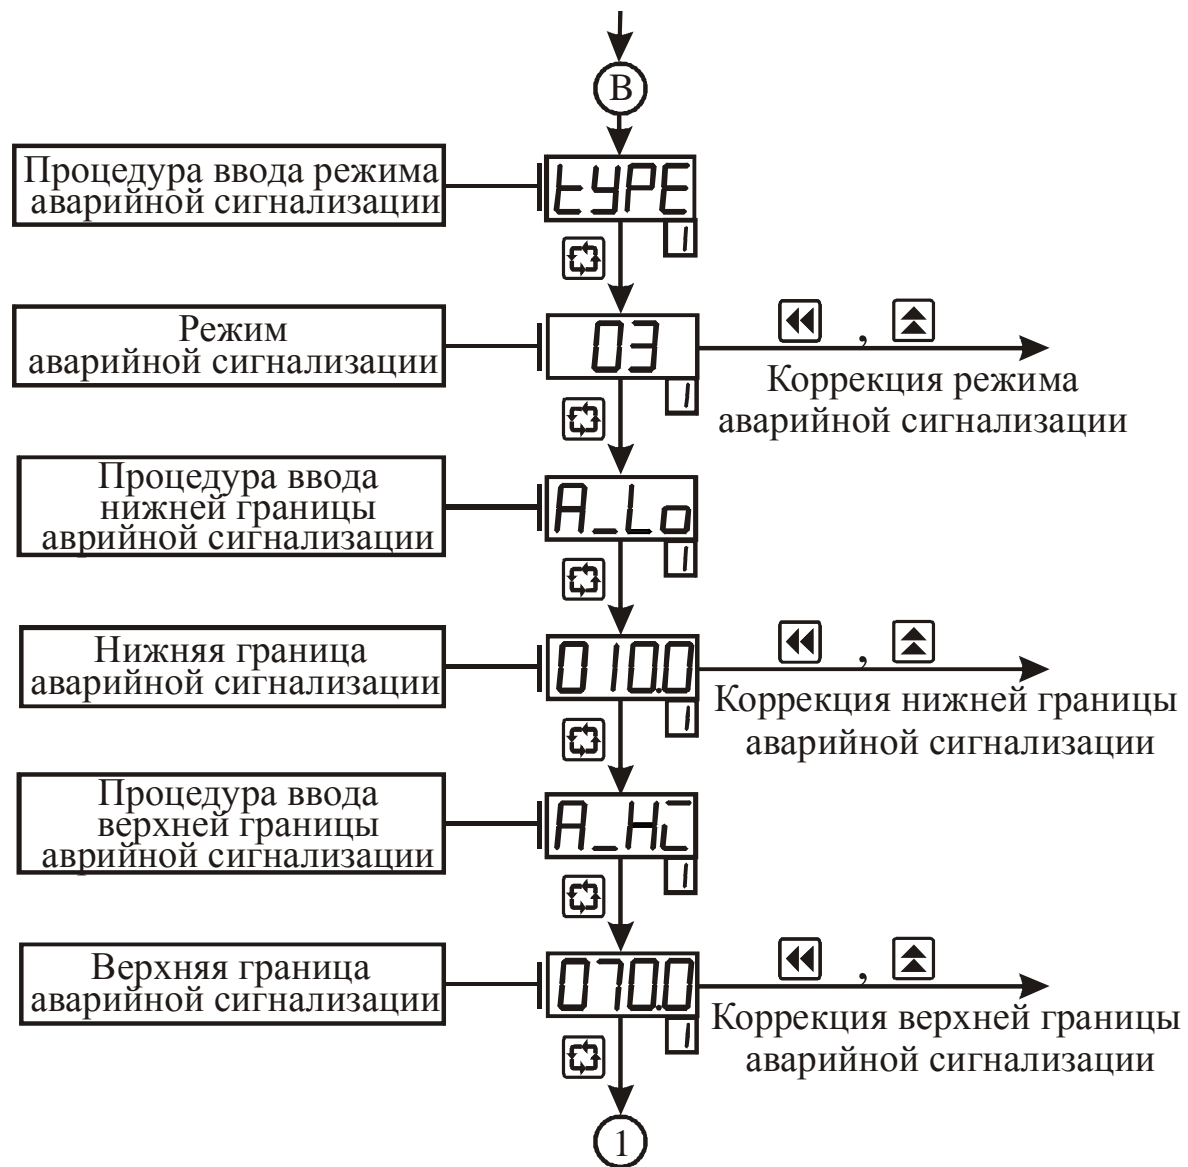 B
Процедура ввода режима
аварийной сигнализации
tYPE
1
Режим
аварийной сигнализации
03
1
,
Коррекция режима
аварийной сигнализации
Процедура ввода
нижней границы
аврийной сигнализации
A_Lo
1
Нижняя граница
аварийной сигнализации
010.0
1
,
Коррекция нижней границы
аварийной сигнализации
Процедура ввода
верхней границы
аврийной сигнализации
A_Hi
1
Верхняя граница
аварийной сигнализации
070.0
1
,
Коррекция верхней границы
аварийной сигнализации
1